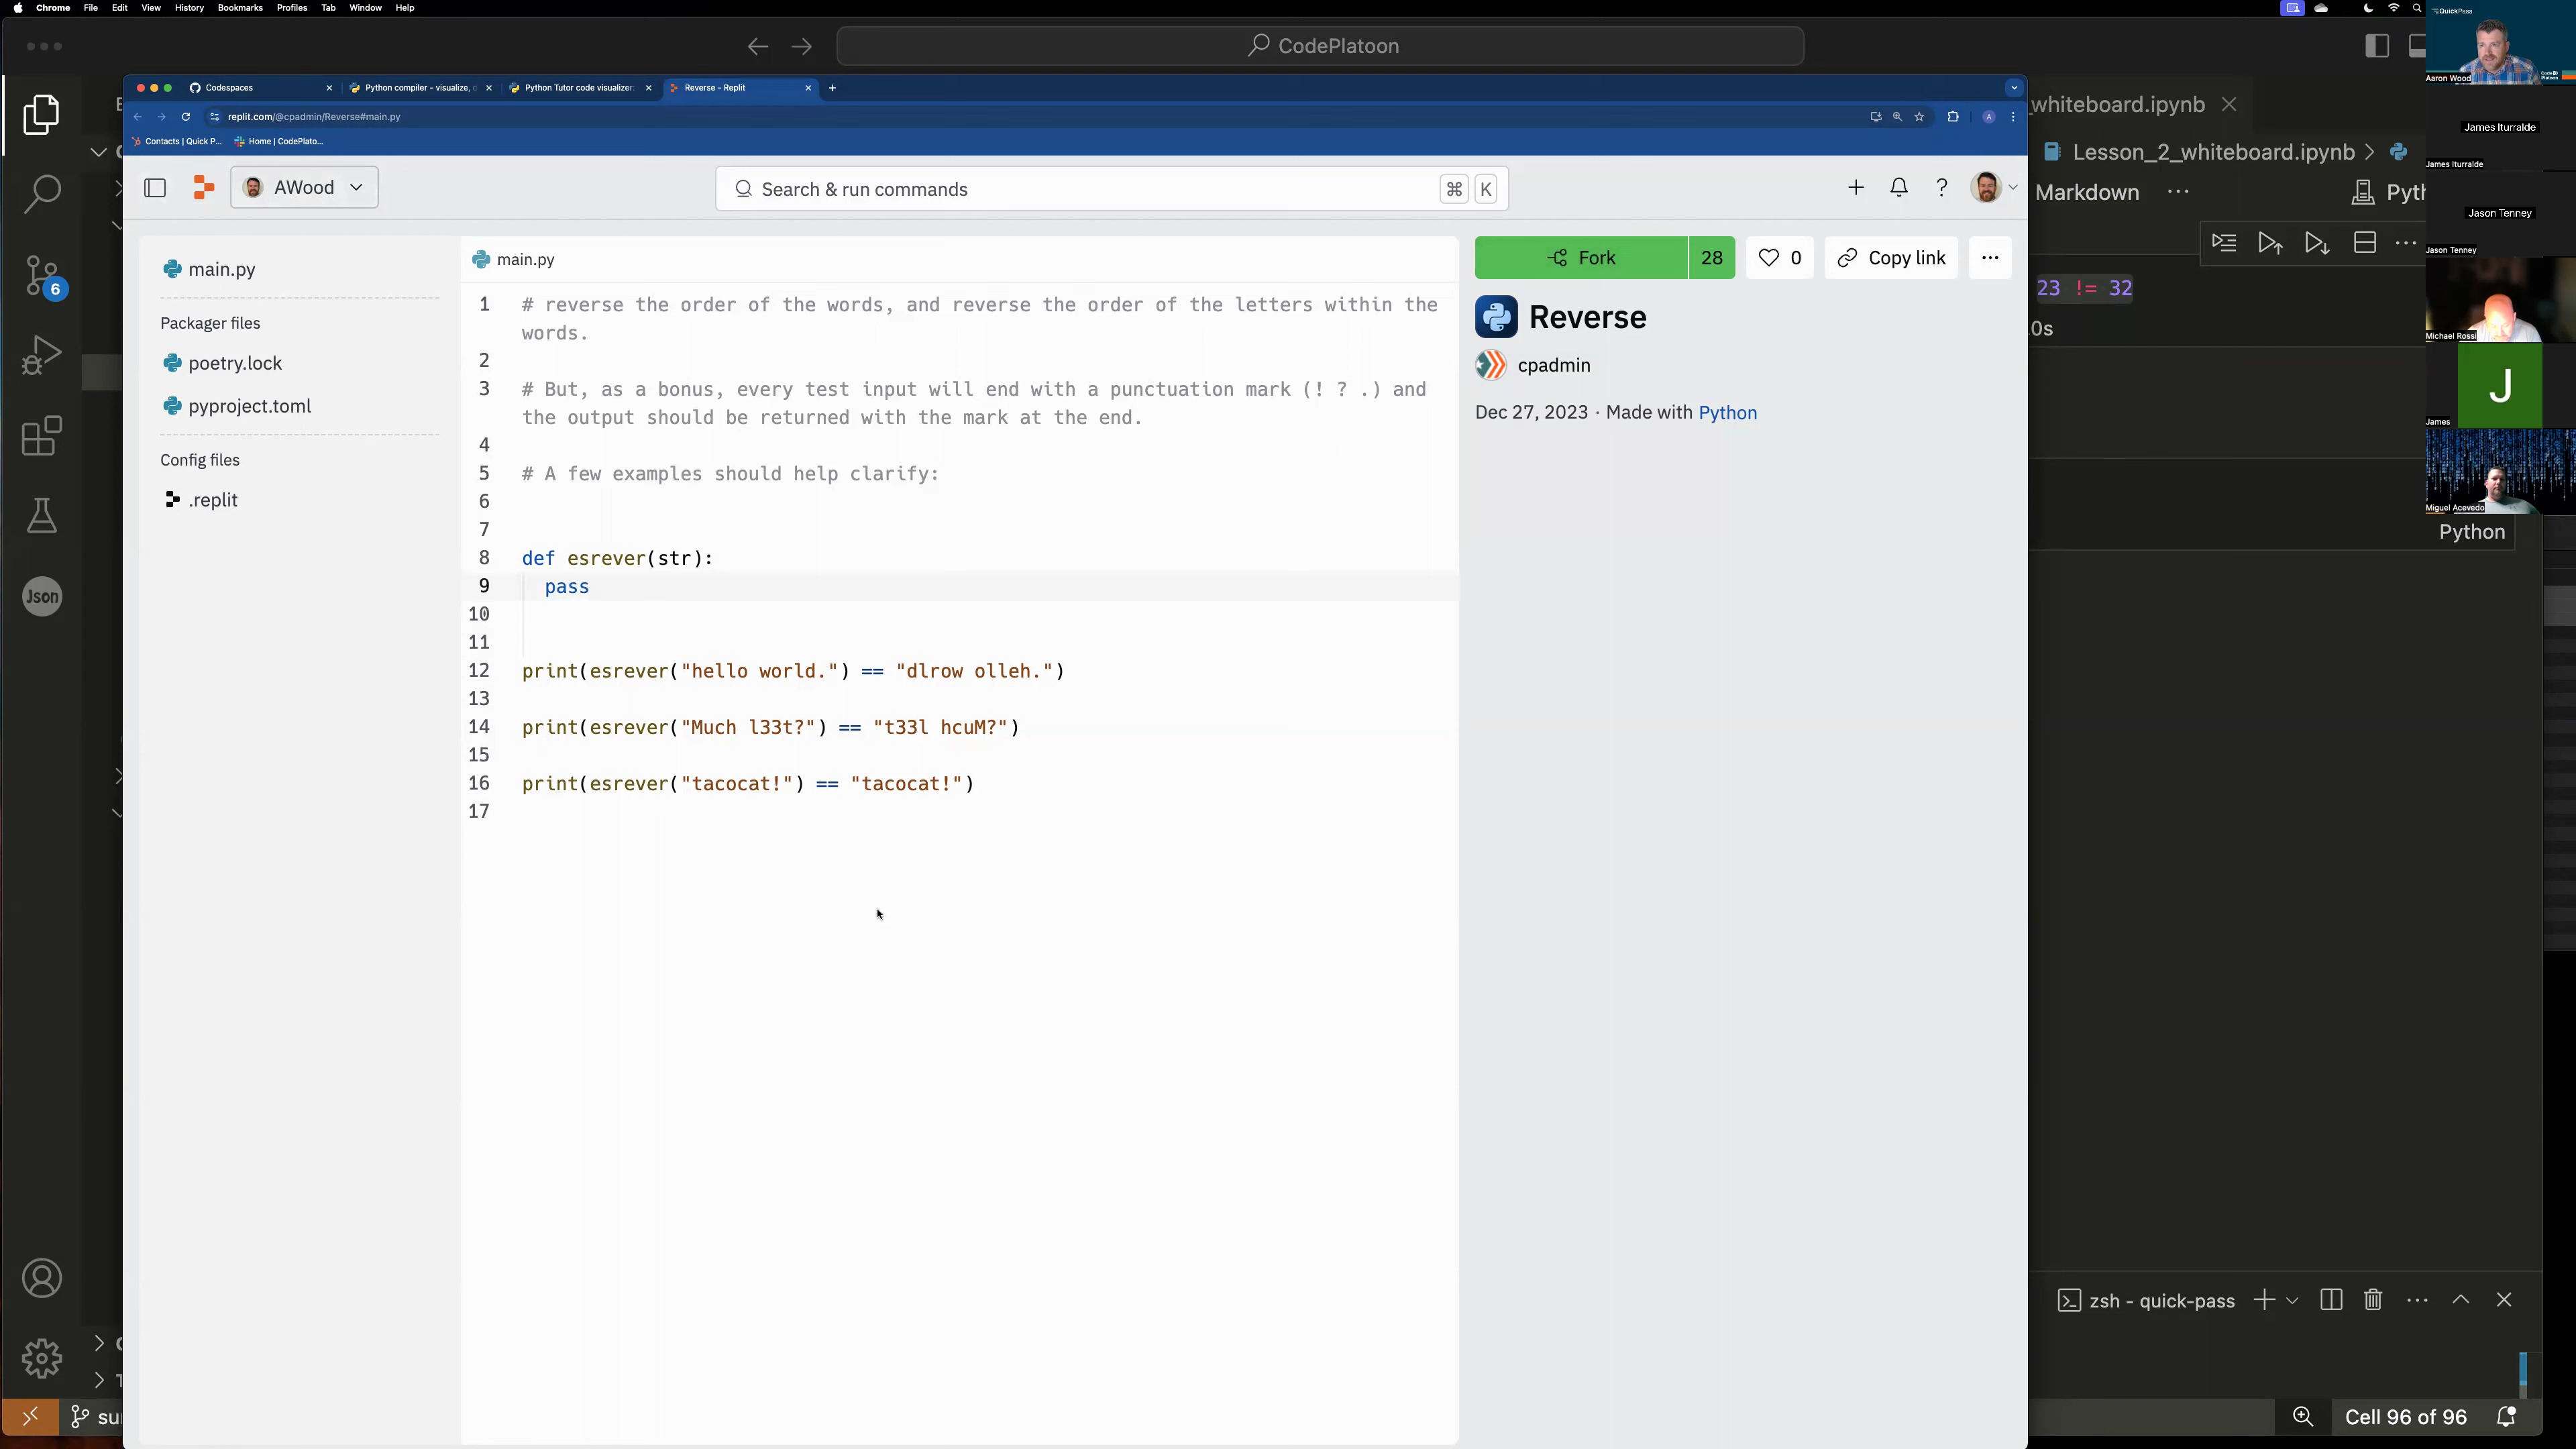 Chrome File Edit View History Bookmarks Profiles Tab Window Help
CodePlatoon
Codespaces
Python compiler - visualize, d
Python Tutor code visualizer:
Reverse - Replit
replit.com/@cpadmin/Reverse#main.py
Contacts | Quick P...
Home | CodePlato...
AWood
Search & run commands
⌘ K
main.py
Packager files
poetry.lock
pyproject.toml
Config files
.replit
main.py
1 # reverse the order of the words, and reverse the order of the letters within the
words.
2
3 # But, as a bonus, every test input will end with a punctuation mark (! ? .) and
the output should be returned with the mark at the end.
4
5 # A few examples should help clarify:
6
7
8 def esrever(str):
9 pass
10
11
12 print(esrever("hello world.") == "dlrow olleh.")
13
14 print(esrever("Much l33t?") == "t33l hcuM?")
15
16 print(esrever("tacocat!") == "tacocat!")
17
Fork 28
0
Copy link
Reverse
cpadmin
Dec 27, 2023 · Made with Python
6
Json
_whiteboard.ipynb
Lesson_2_whiteboard.ipynb
Markdown
Pyth
23 != 32
.0s
Python
zsh - quick-pass
Cell 96 of 96
QuickPass
Code Platoon
Aaron Wood
James Iturralde
James Iturralde
Jason Tenney
Jason Tenney
Michael Rossi
J
James
Miguel Acevedo